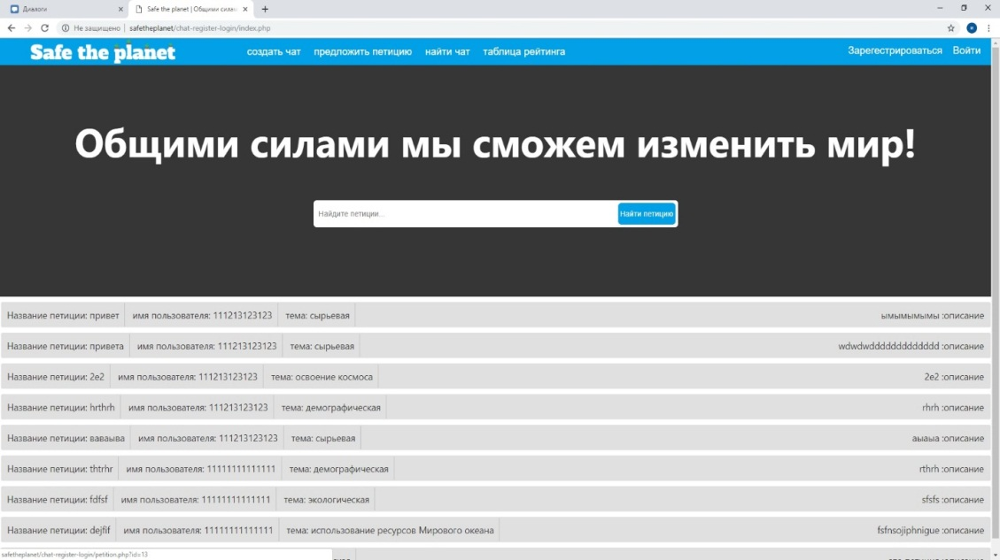 Диалоги
Safe the planet | Общими силам
Не защищено | safetheplanet/chat-register-login/index.php
Safe the planet создать чат предложить петицию найти чат таблица рейтинга Зарегестрироваться Войти
Общими силами мы сможем изменить мир!
Найдите петиции... Найти петицию
Название петиции: привет имя пользователя: 111213123123 тема: сырьевая ымымымымы :описание
Название петиции: привета имя пользователя: 111213123123 тема: сырьевая wdwdwddddddddddddd :описание
Название петиции: 2e2 имя пользователя: 111213123123 тема: освоение космоса 2e2 :описание
Название петиции: hrthrh имя пользователя: 111213123123 тема: демографическая rhrh :описание
Название петиции: ваваыва имя пользователя: 111213123123 тема: сырьевая аыаыа :описание
Название петиции: thtrhr имя пользователя: 11111111111111 тема: демографическая rthrh :описание
Название петиции: fdfsf имя пользователя: 11111111111111 тема: экологическая sfsfs :описание
Название петиции: dejfif имя пользователя: 11111111111111 тема: использование ресурсов Мирового океана fsfnsojiphnigue :описание
safetheplanet/chat-register-login/petition.php?id=13